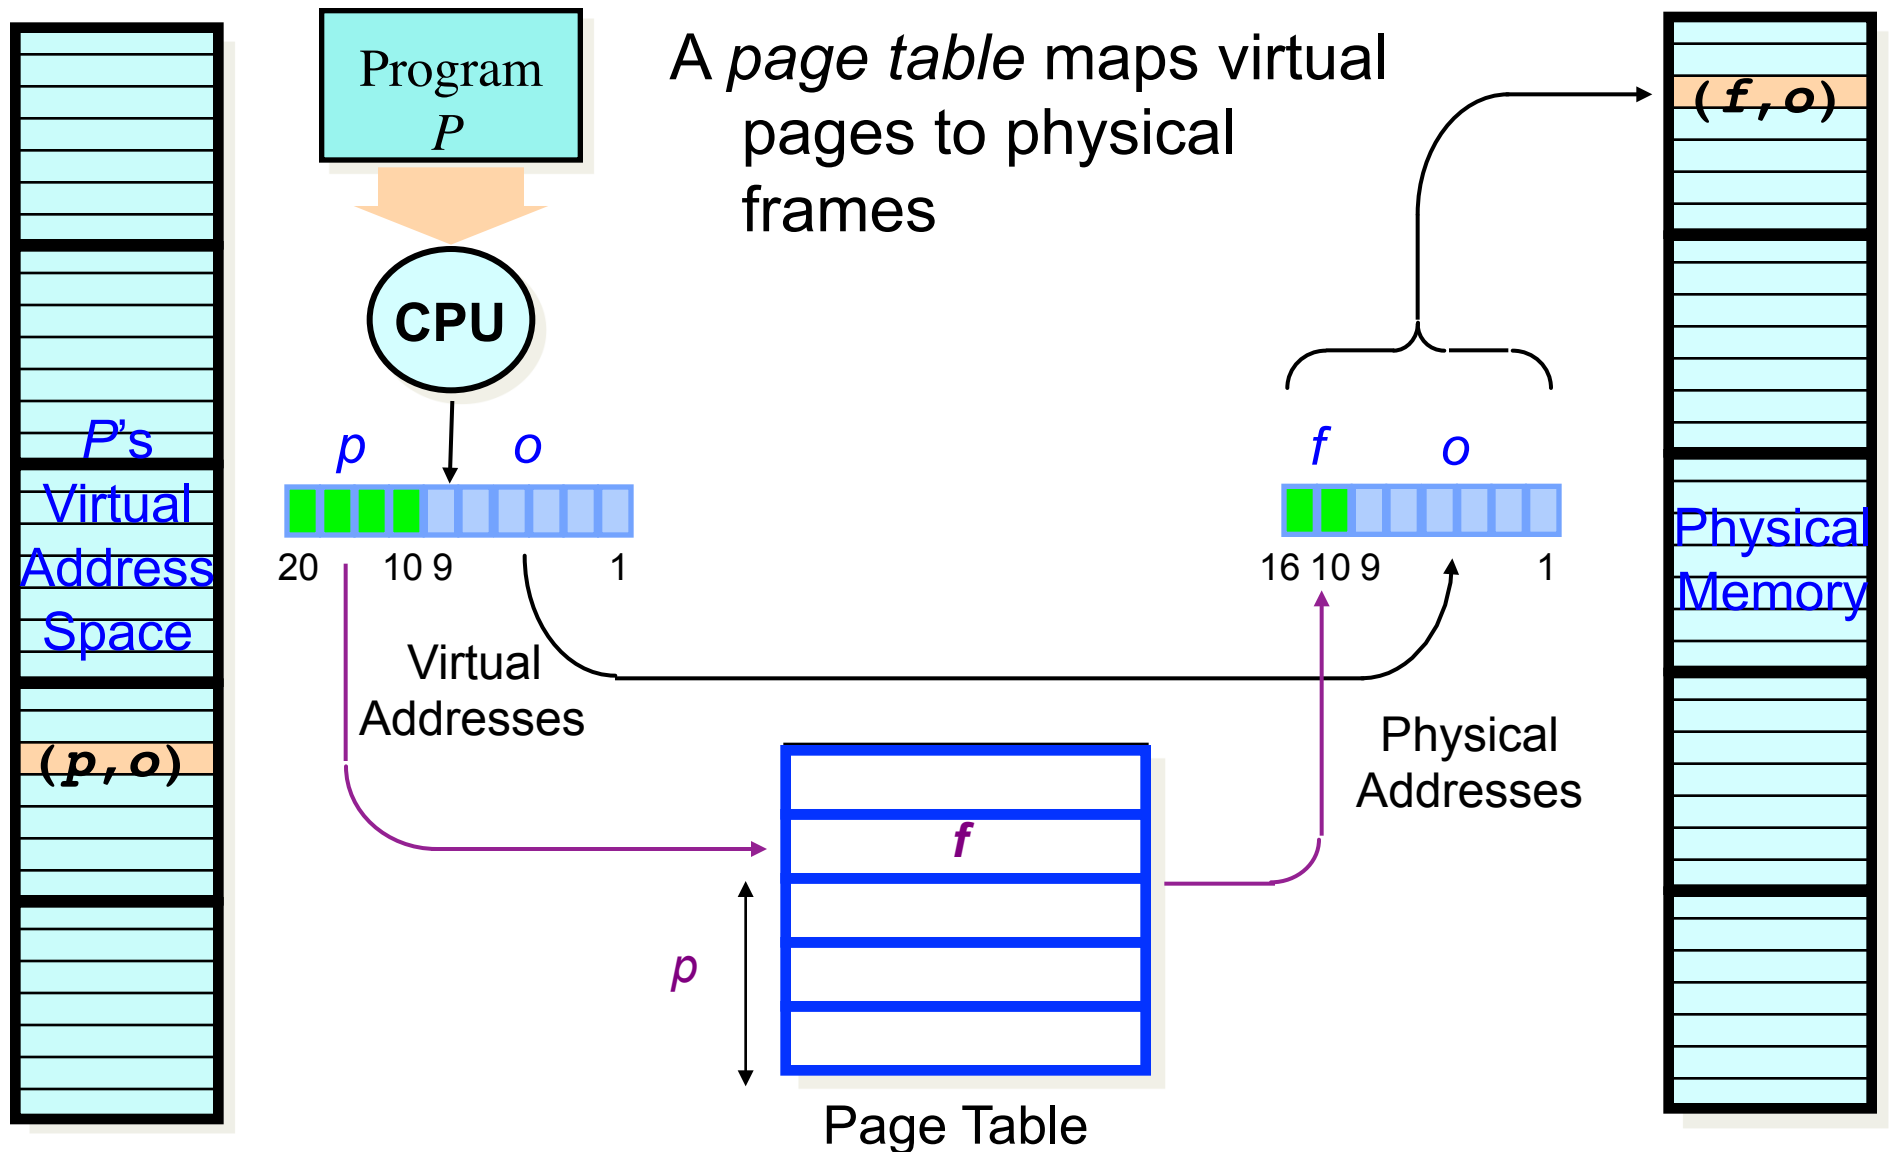 Program
P
A page table maps virtual
pages to physical
frames
(f,o)
CPU
P's
Virtual
Address
Space
p o
20 10 9 1
f o
16 10 9 1
Physical
Memory
Virtual
Addresses
(p,o)
Physical
Addresses
f
p
Page Table